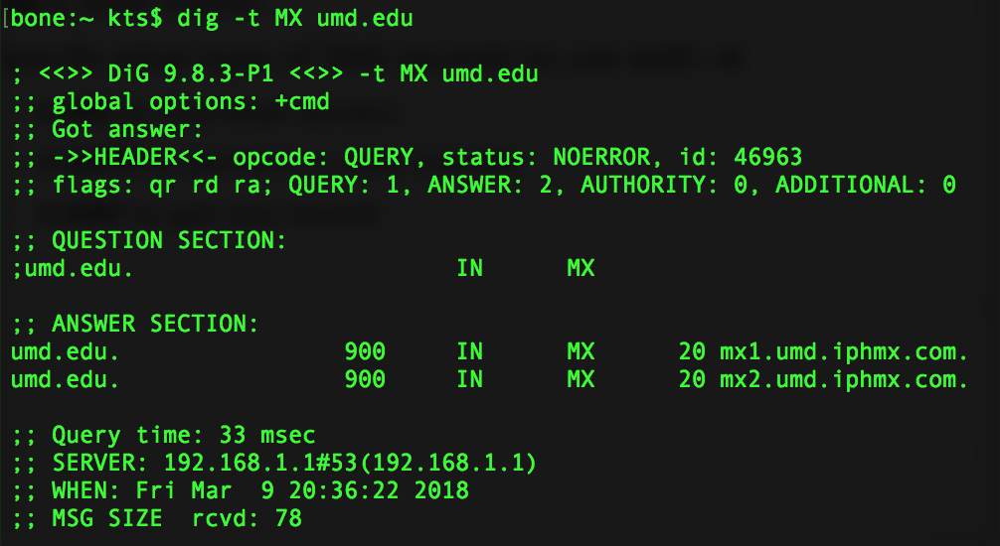 [bone:~ kts$ dig -t MX umd.edu
; <<>> DiG 9.8.3-P1 <<>> -t MX umd.edu
;; global options: +cmd
;; Got answer:
;; ->>HEADER<<- opcode: QUERY, status: NOERROR, id: 46963
;; flags: qr rd ra; QUERY: 1, ANSWER: 2, AUTHORITY: 0, ADDITIONAL: 0
;; QUESTION SECTION:
;umd.edu. IN MX
;; ANSWER SECTION:
umd.edu. 900 IN MX 20 mx1.umd.iphmx.com.
umd.edu. 900 IN MX 20 mx2.umd.iphmx.com.
;; Query time: 33 msec
;; SERVER: 192.168.1.1#53(192.168.1.1)
;; WHEN: Fri Mar  9 20:36:22 2018
;; MSG SIZE  rcvd: 78